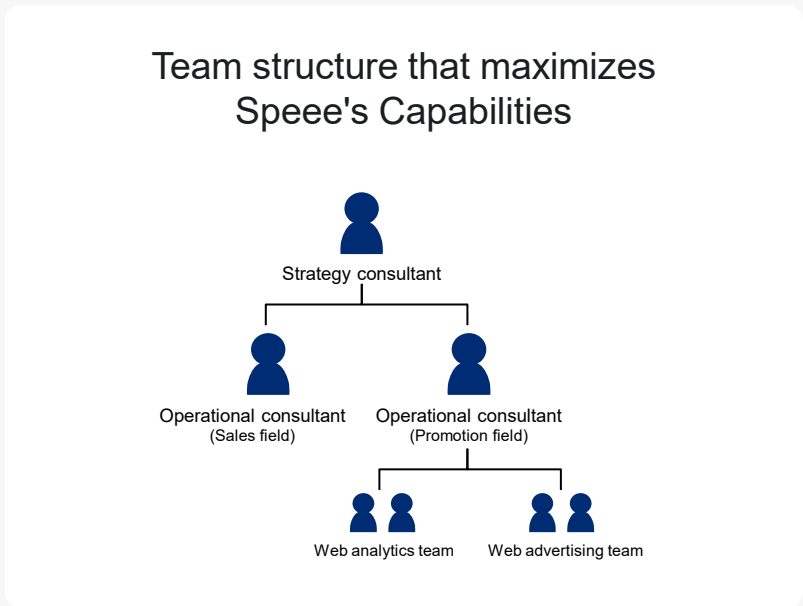 Team structure that maximizes
Speee's Capabilities
Strategy consultant
Operational consultant
(Sales field)
Operational consultant
(Promotion field)
Web analytics team
Web advertising team